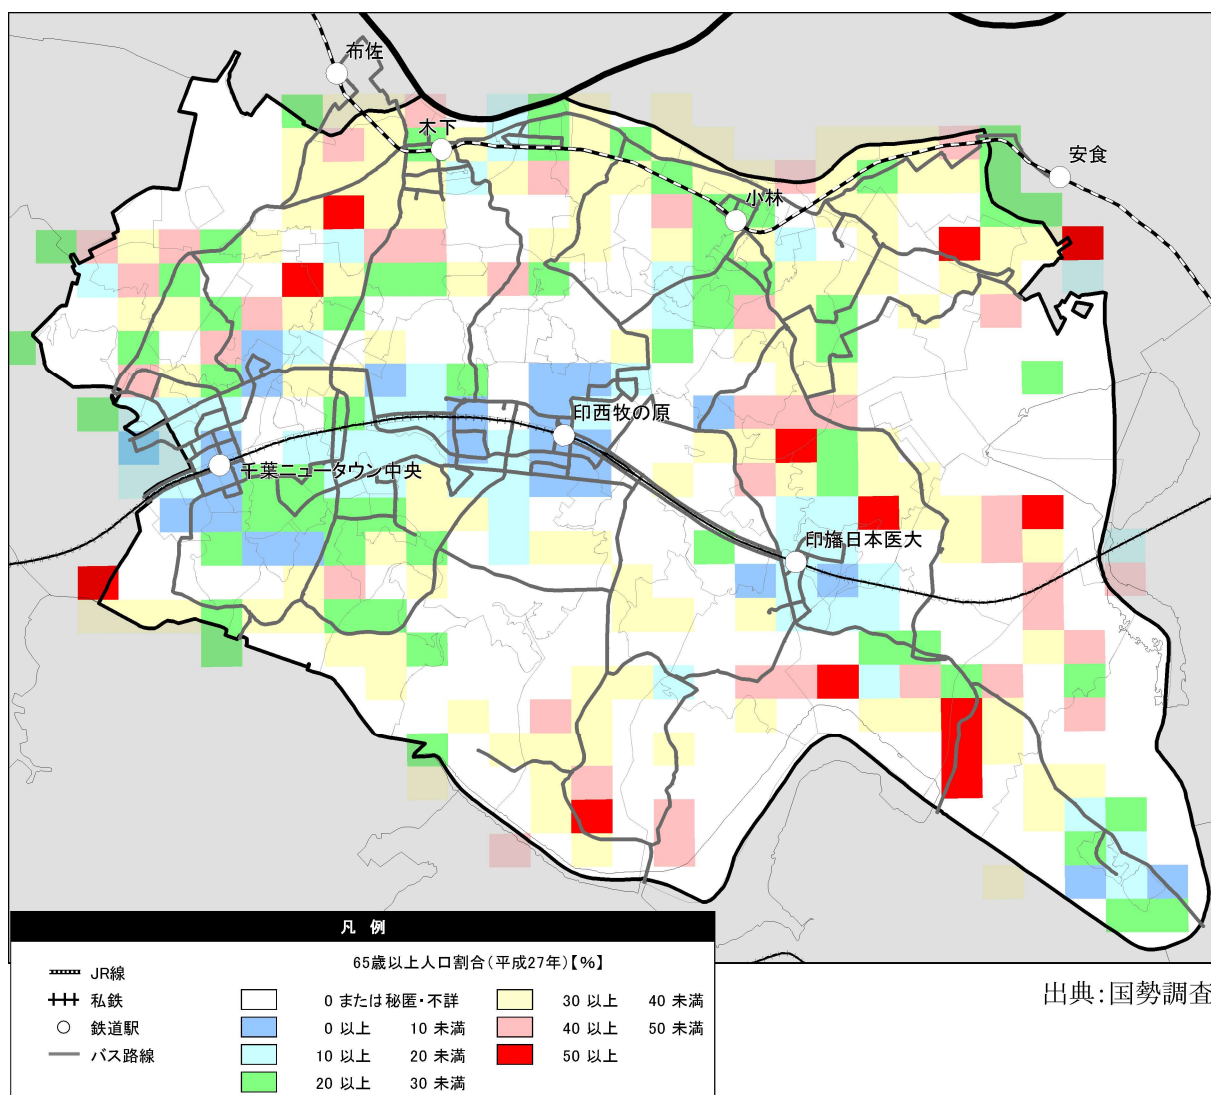 布佐
木下
安食
小林
印西牧の原
千葉ニュータウン中央
印旛日本医大
凡 例
65歳以上人口割合(平成27年)【%】
JR線
私鉄
鉄道駅
バス路線
0 または秘匿・不詳
0 以上 10 未満
10 以上 20 未満
20 以上 30 未満
30 以上 40 未満
40 以上 50 未満
50 以上
出典:国勢調査